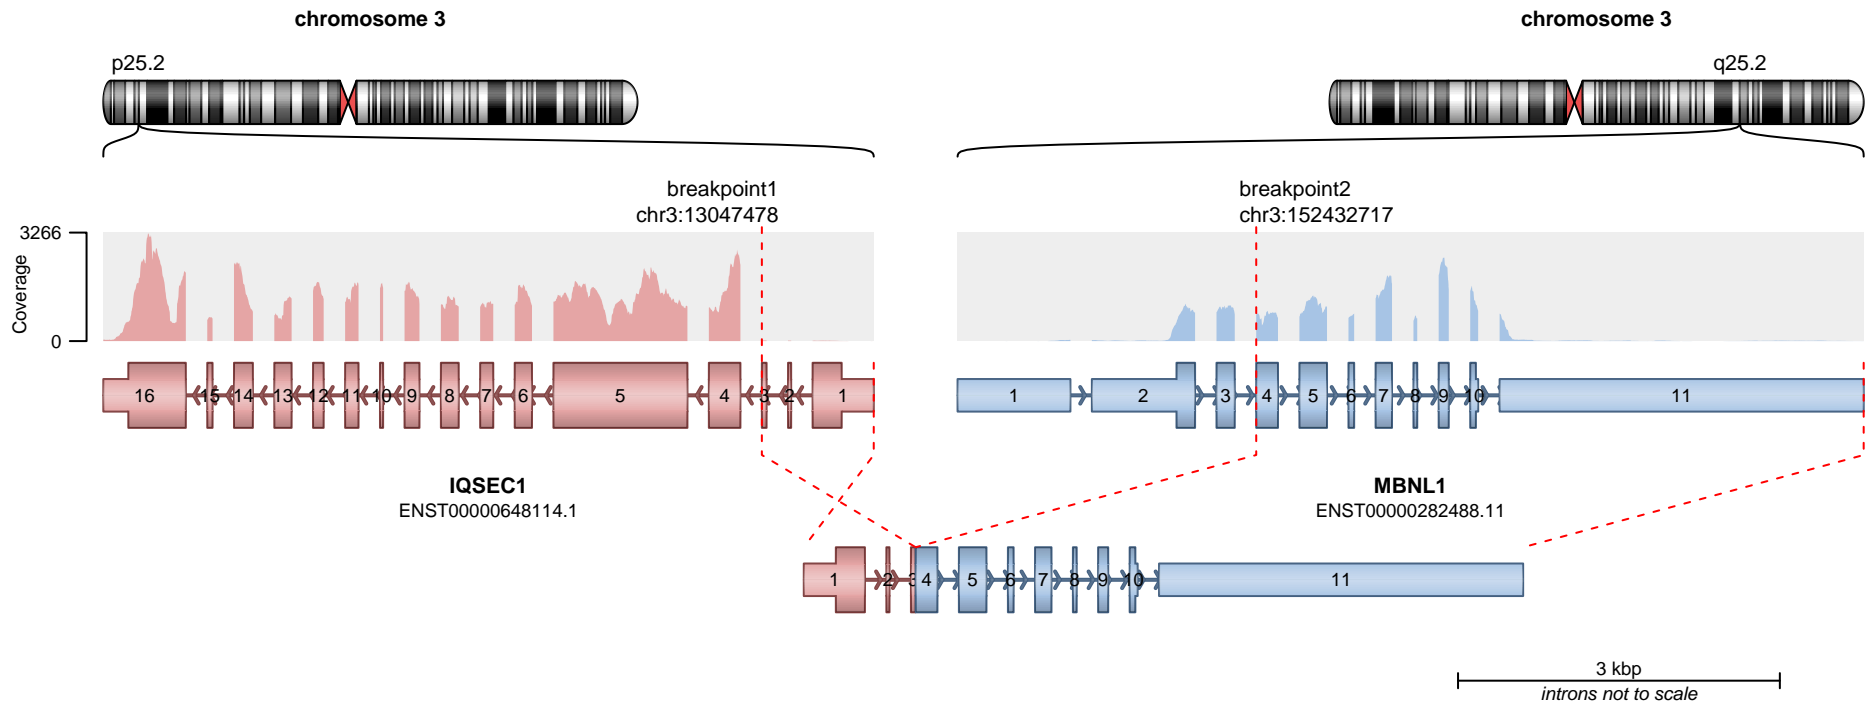 chromosome 3
chromosome 3
p25.2
q25.2
breakpoint1
chr3:13047478
breakpoint2
chr3:152432717
3266
Coverage
0
16 15 14 13 12 11 10 9 8 7 6 5 4 3 2 1
1 2 3 4 5 6 7 8 9 10 11
IQSEC1
ENST00000648114.1
MBNL1
ENST00000282488.11
1 2 3 4 5 6 7 8 9 10 11
3 kbp
introns not to scale